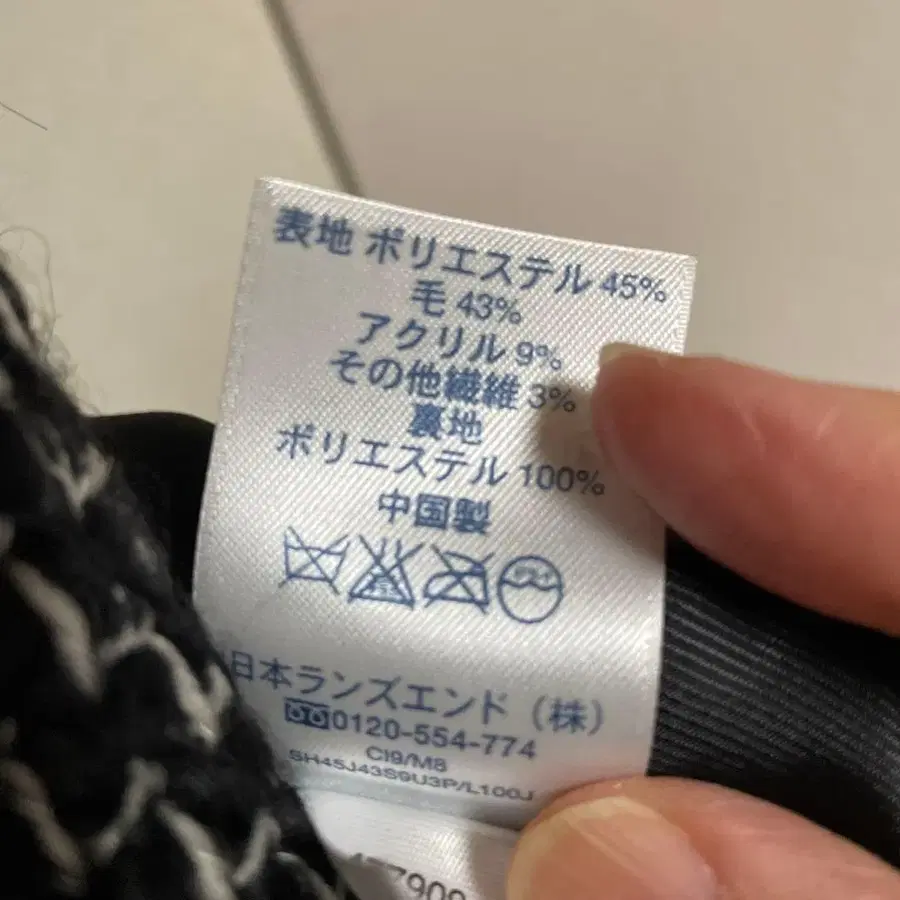 表地 ポリエステル 45%
毛 43%
アクリル 9%
その他繊維 3%
裏地
ポリエステル 100%
中国製
日本ランズエンド（株）
0120-554-774
CI9/M8
SH45J43S9U3P/L100J